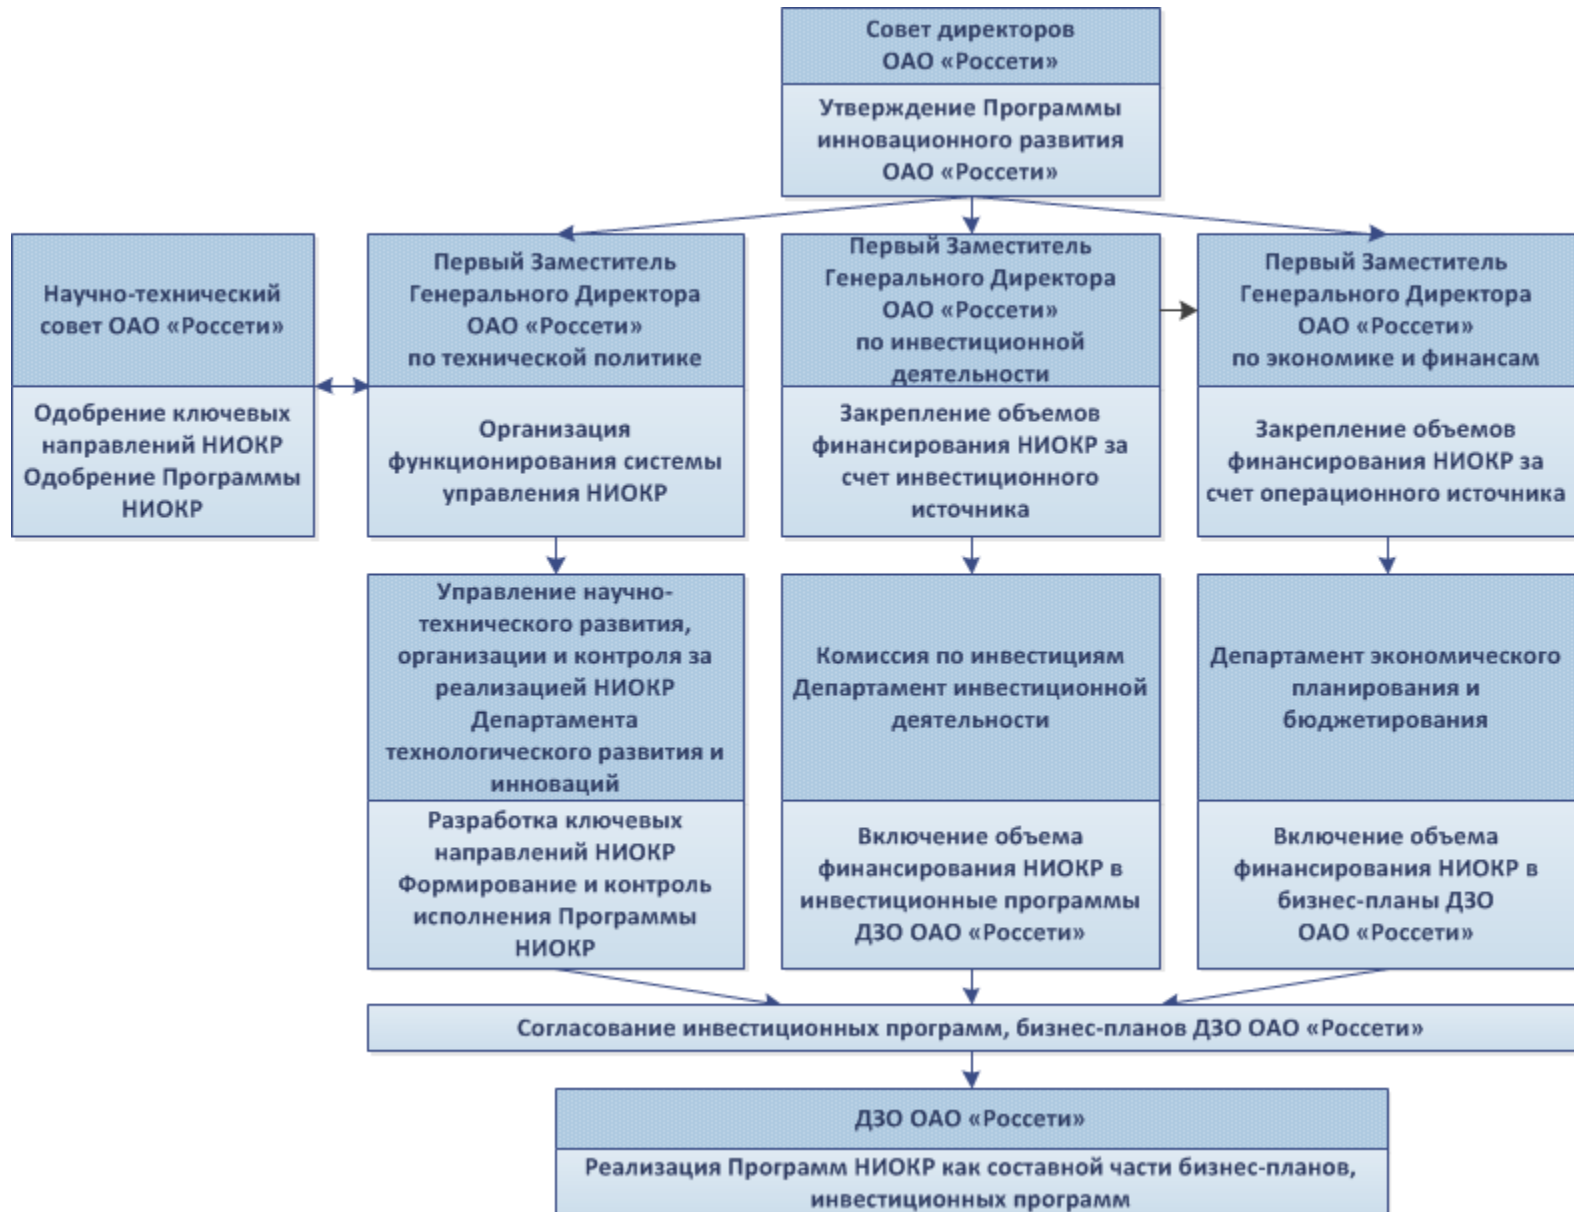 Совет директоров
ОАО «Россети»
Утверждение Программы
инновационного развития
ОАО «Россети»
Научно-технический
совет ОАО «Россети»
Одобрение ключевых
направлений НИОКР
Одобрение Программы
НИОКР
Первый Заместитель
Генерального Директора
ОАО «Россети»
по технической политике
Организация
функционирования системы
управления НИОКР
Первый Заместитель
Генерального Директора
ОАО «Россети»
по инвестиционной
деятельности
Закрепление объемов
финансирования НИОКР за
счет инвестиционного
источника
Первый Заместитель
Генерального Директора
ОАО «Россети»
по экономике и финансам
Закрепление объемов
финансирования НИОКР за
счет операционного источника
Управление научно-
технического развития,
организации и контроля за
реализацией НИОКР
Департамента
технологического развития и
инноваций
Разработка ключевых
направлений НИОКР
Формирование и контроль
исполнения Программы
НИОКР
Комиссия по инвестициям
Департамент инвестиционной
деятельности
Включение объема
финансирования НИОКР в
инвестиционные программы
ДЗО ОАО «Россети»
Департамент экономического
планирования и
бюджетирования
Включение объема
финансирования НИОКР в
бизнес-планы ДЗО
ОАО «Россети»
Согласование инвестиционных программ, бизнес-планов ДЗО ОАО «Россети»
ДЗО ОАО «Россети»
Реализация Программ НИОКР как составной части бизнес-планов,
инвестиционных программ